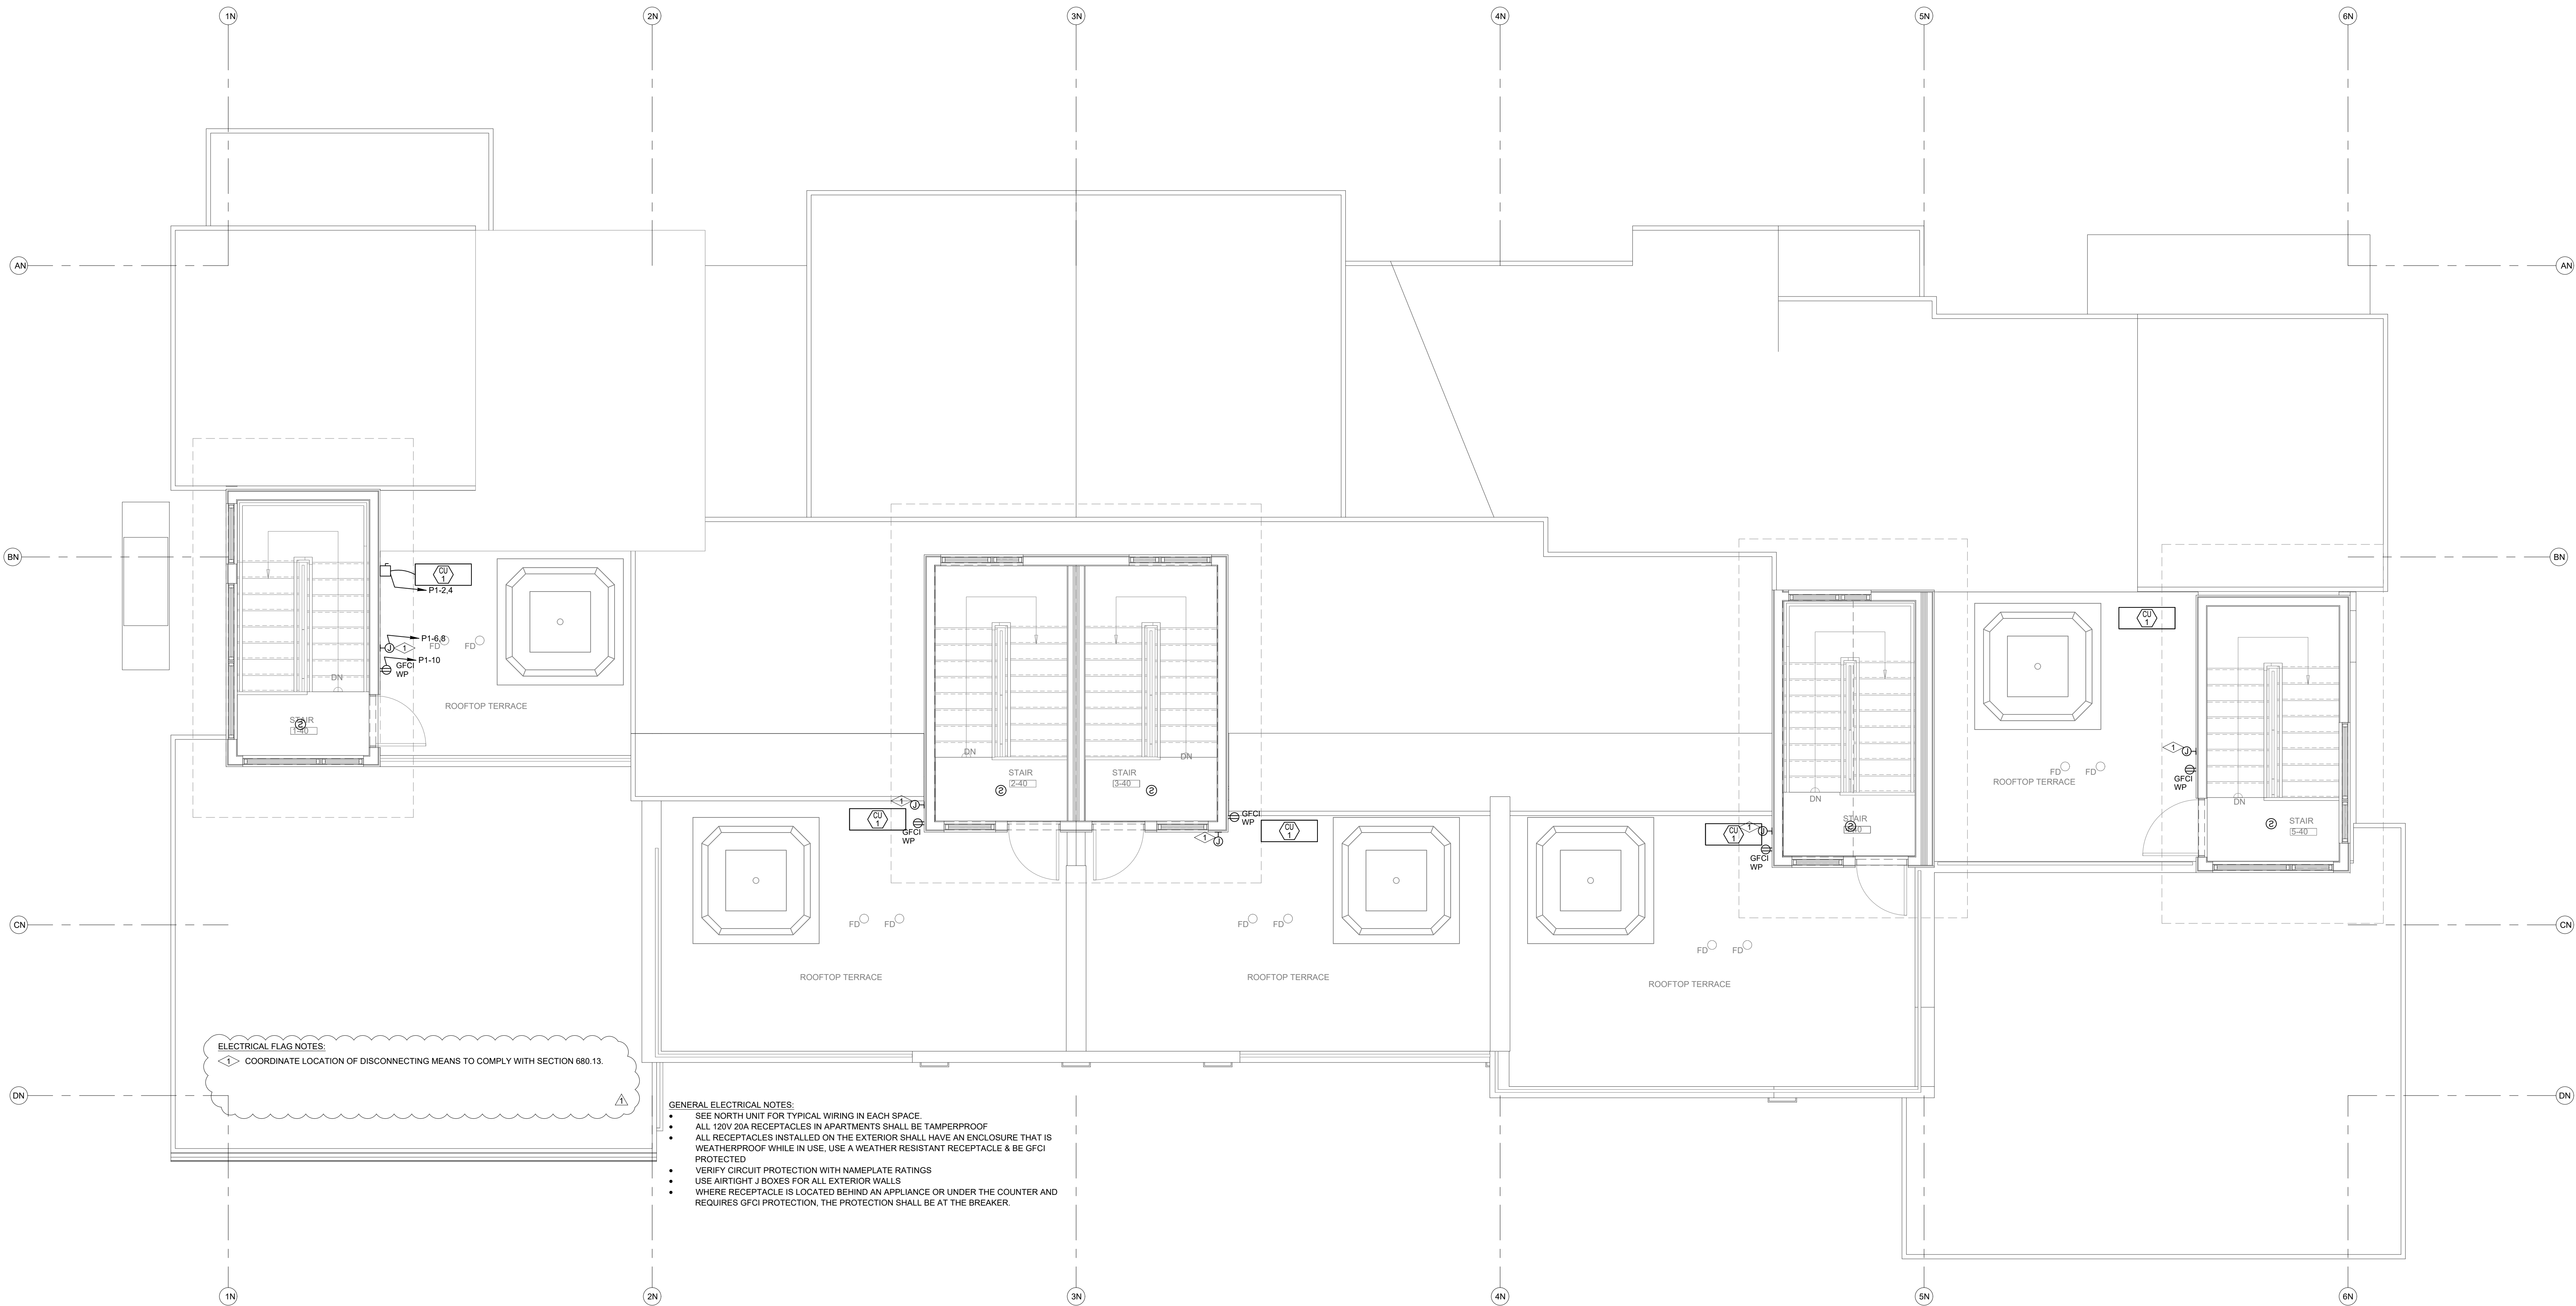 1N
2N
3N
4N
5N
6N
AN
AN
BN
BN
CU
1
P1-2,4
P1-6,8
J
1
FD
FD
P1-10
GFCI
WP
DN
ROOFTOP TERRACE
STAIR
1-40
S
DN
STAIR
2-40
S
DN
STAIR
3-40
S
1
J
CU
1
GFCI
WP
GFCI
WP
CU
1
1
J
FD
FD
ROOFTOP TERRACE
FD
FD
ROOFTOP TERRACE
DN
STAIR
S
CU
1
1
J
GFCI
WP
FD
FD
ROOFTOP TERRACE
CU
1
1
J
GFCI
WP
FD
FD
ROOFTOP TERRACE
DN
STAIR
5-40
S
CN
CN
ELECTRICAL FLAG NOTES:
1 COORDINATE LOCATION OF DISCONNECTING MEANS TO COMPLY WITH SECTION 680.13.
1
DN
DN
GENERAL ELECTRICAL NOTES:
• SEE NORTH UNIT FOR TYPICAL WIRING IN EACH SPACE.
• ALL 120V 20A RECEPTACLES IN APARTMENTS SHALL BE TAMPERPROOF
• ALL RECEPTACLES INSTALLED ON THE EXTERIOR SHALL HAVE AN ENCLOSURE THAT IS
WEATHERPROOF WHILE IN USE, USE A WEATHER RESISTANT RECEPTACLE & BE GFCI
PROTECTED
• VERIFY CIRCUIT PROTECTION WITH NAMEPLATE RATINGS
• USE AIRTIGHT J BOXES FOR ALL EXTERIOR WALLS
• WHERE RECEPTACLE IS LOCATED BEHIND AN APPLIANCE OR UNDER THE COUNTER AND
REQUIRES GFCI PROTECTION, THE PROTECTION SHALL BE AT THE BREAKER.
1N
2N
3N
4N
5N
6N